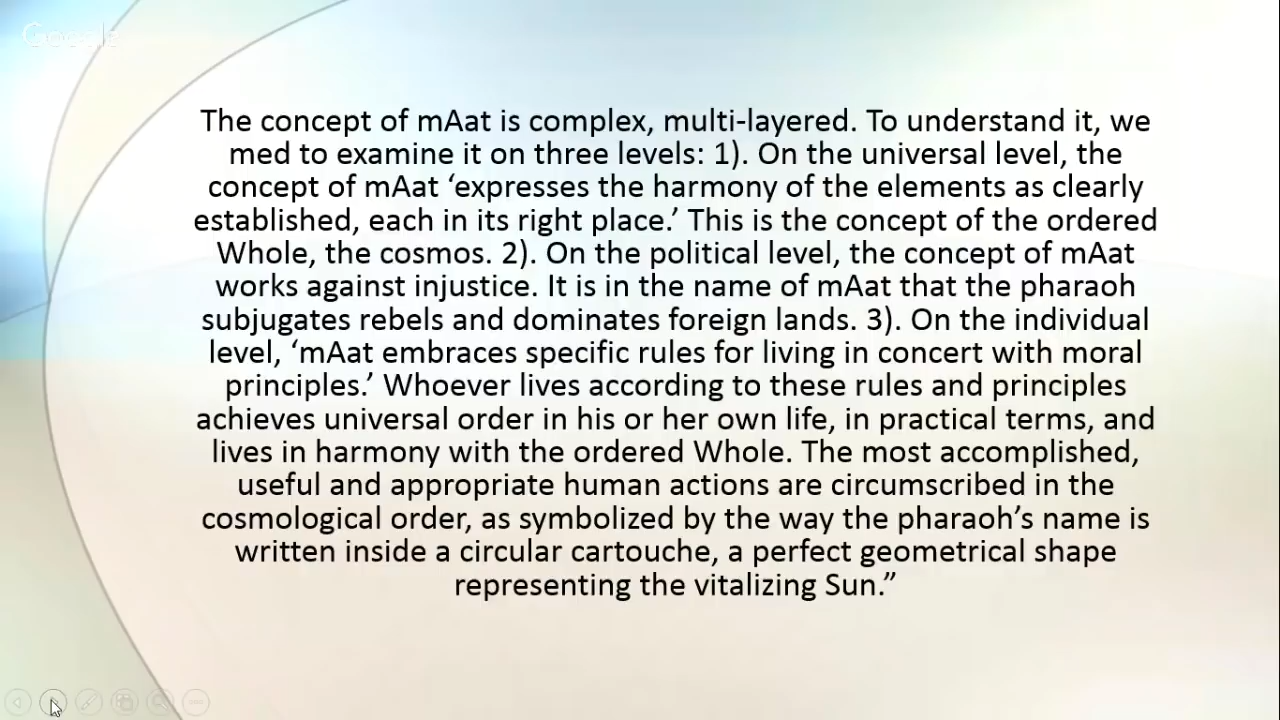 Google
The concept of mAat is complex, multi-layered. To understand it, we
med to examine it on three levels: 1). On the universal level, the
concept of mAat ‘expresses the harmony of the elements as clearly
established, each in its right place.’ This is the concept of the ordered
Whole, the cosmos. 2). On the political level, the concept of mAat
works against injustice. It is in the name of mAat that the pharaoh
subjugates rebels and dominates foreign lands. 3). On the individual
level, ‘mAat embraces specific rules for living in concert with moral
principles.’ Whoever lives according to these rules and principles
achieves universal order in his or her own life, in practical terms, and
lives in harmony with the ordered Whole. The most accomplished,
useful and appropriate human actions are circumscribed in the
cosmological order, as symbolized by the way the pharaoh’s name is
written inside a circular cartouche, a perfect geometrical shape
representing the vitalizing Sun.”